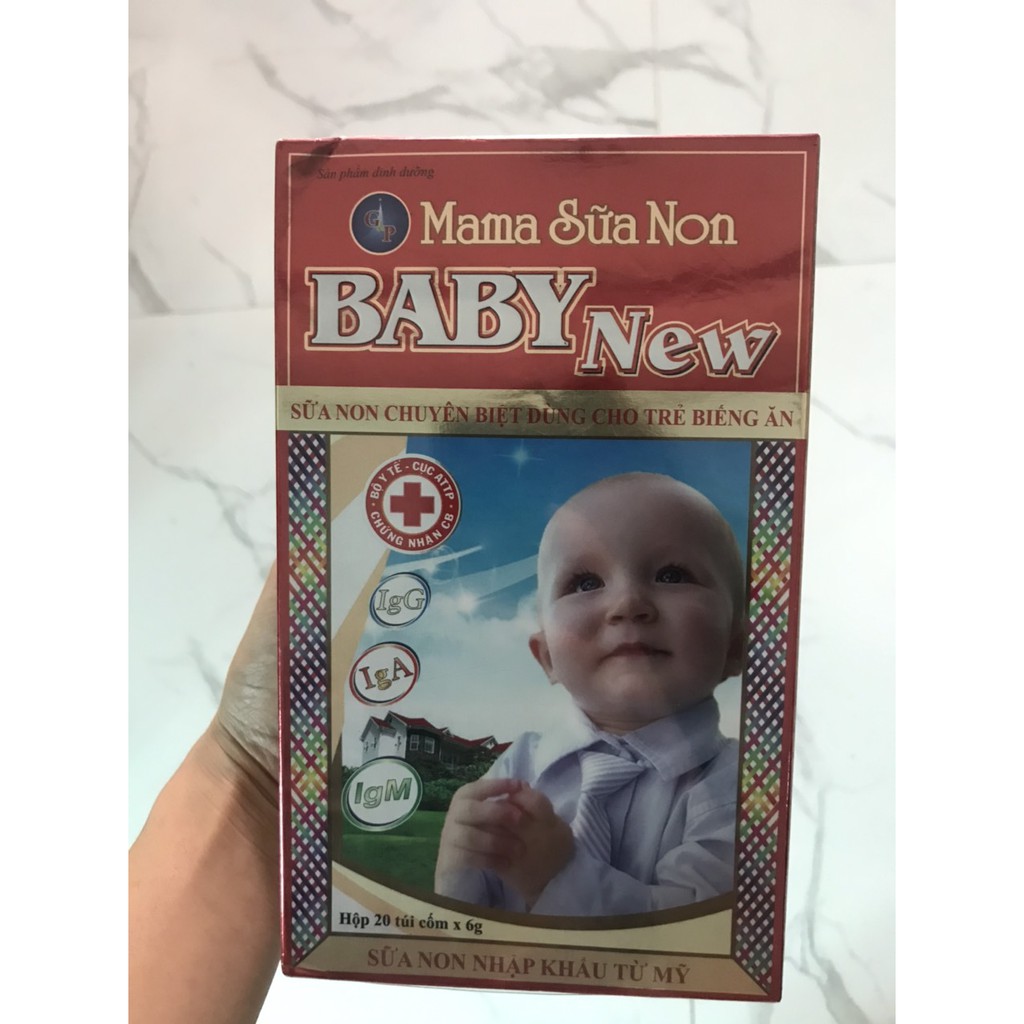 Sản phẩm dinh dưỡng
GP
Mama Sữa Non
BABY New
SỮA NON CHUYÊN BIỆT DÙNG CHO TRẺ BIẾNG ĂN
BỘ Y TẾ - CỤC ATTP
CHỨNG NHẬN CB
IgG
IgA
IgM
Hộp 20 túi cốm x 6g
SỮA NON NHẬP KHẨU TỪ MỸ